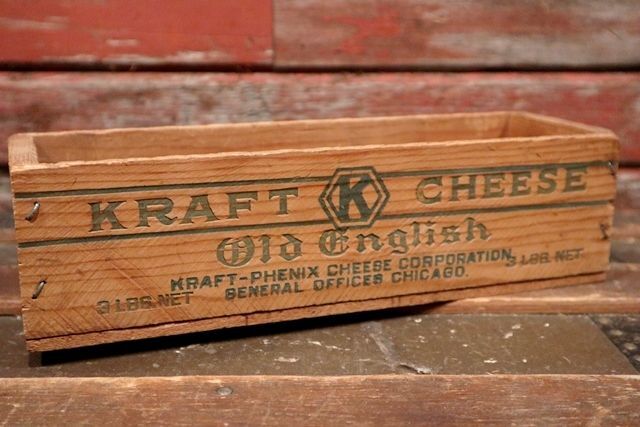 KRAFT K CHEESE
Old English
KRAFT-PHENIX CHEESE CORPORATION
3 LBS. NET GENERAL OFFICES CHICAGO. 3 LBS. NET